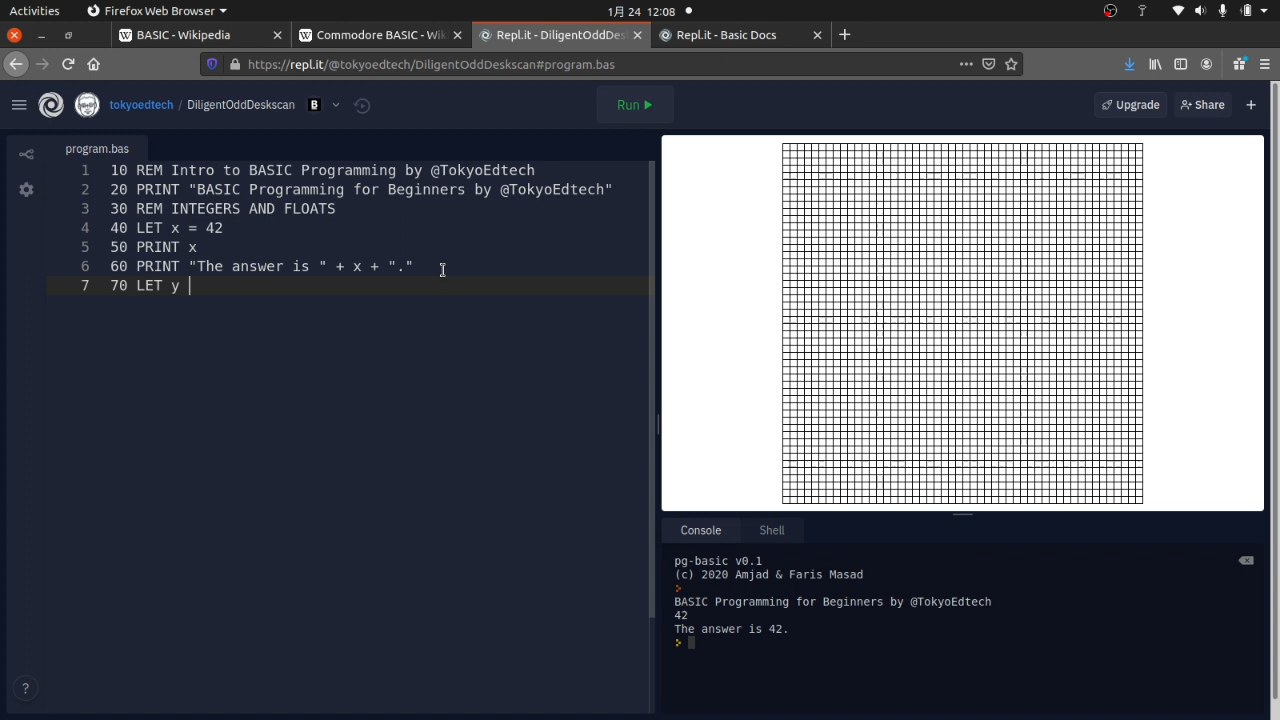 Activities Firefox Web Browser 1月 24 12:08
BASIC - Wikipedia Commodore BASIC - Wik Repl.it - DiligentOddDes Repl.it - Basic Docs
https://repl.it/@tokyoedtech/DiligentOddDeskscan#program.bas
tokyoedtech / DiligentOddDeskscan B Run Upgrade Share
program.bas
1 10 REM Intro to BASIC Programming by @TokyoEdtech
2 20 PRINT "BASIC Programming for Beginners by @TokyoEdtech"
3 30 REM INTEGERS AND FLOATS
4 40 LET x = 42
5 50 PRINT x
6 60 PRINT "The answer is " + x + "."
7 70 LET y
Console Shell
pg-basic v0.1
(c) 2020 Amjad & Faris Masad
BASIC Programming for Beginners by @TokyoEdtech
42
The answer is 42.